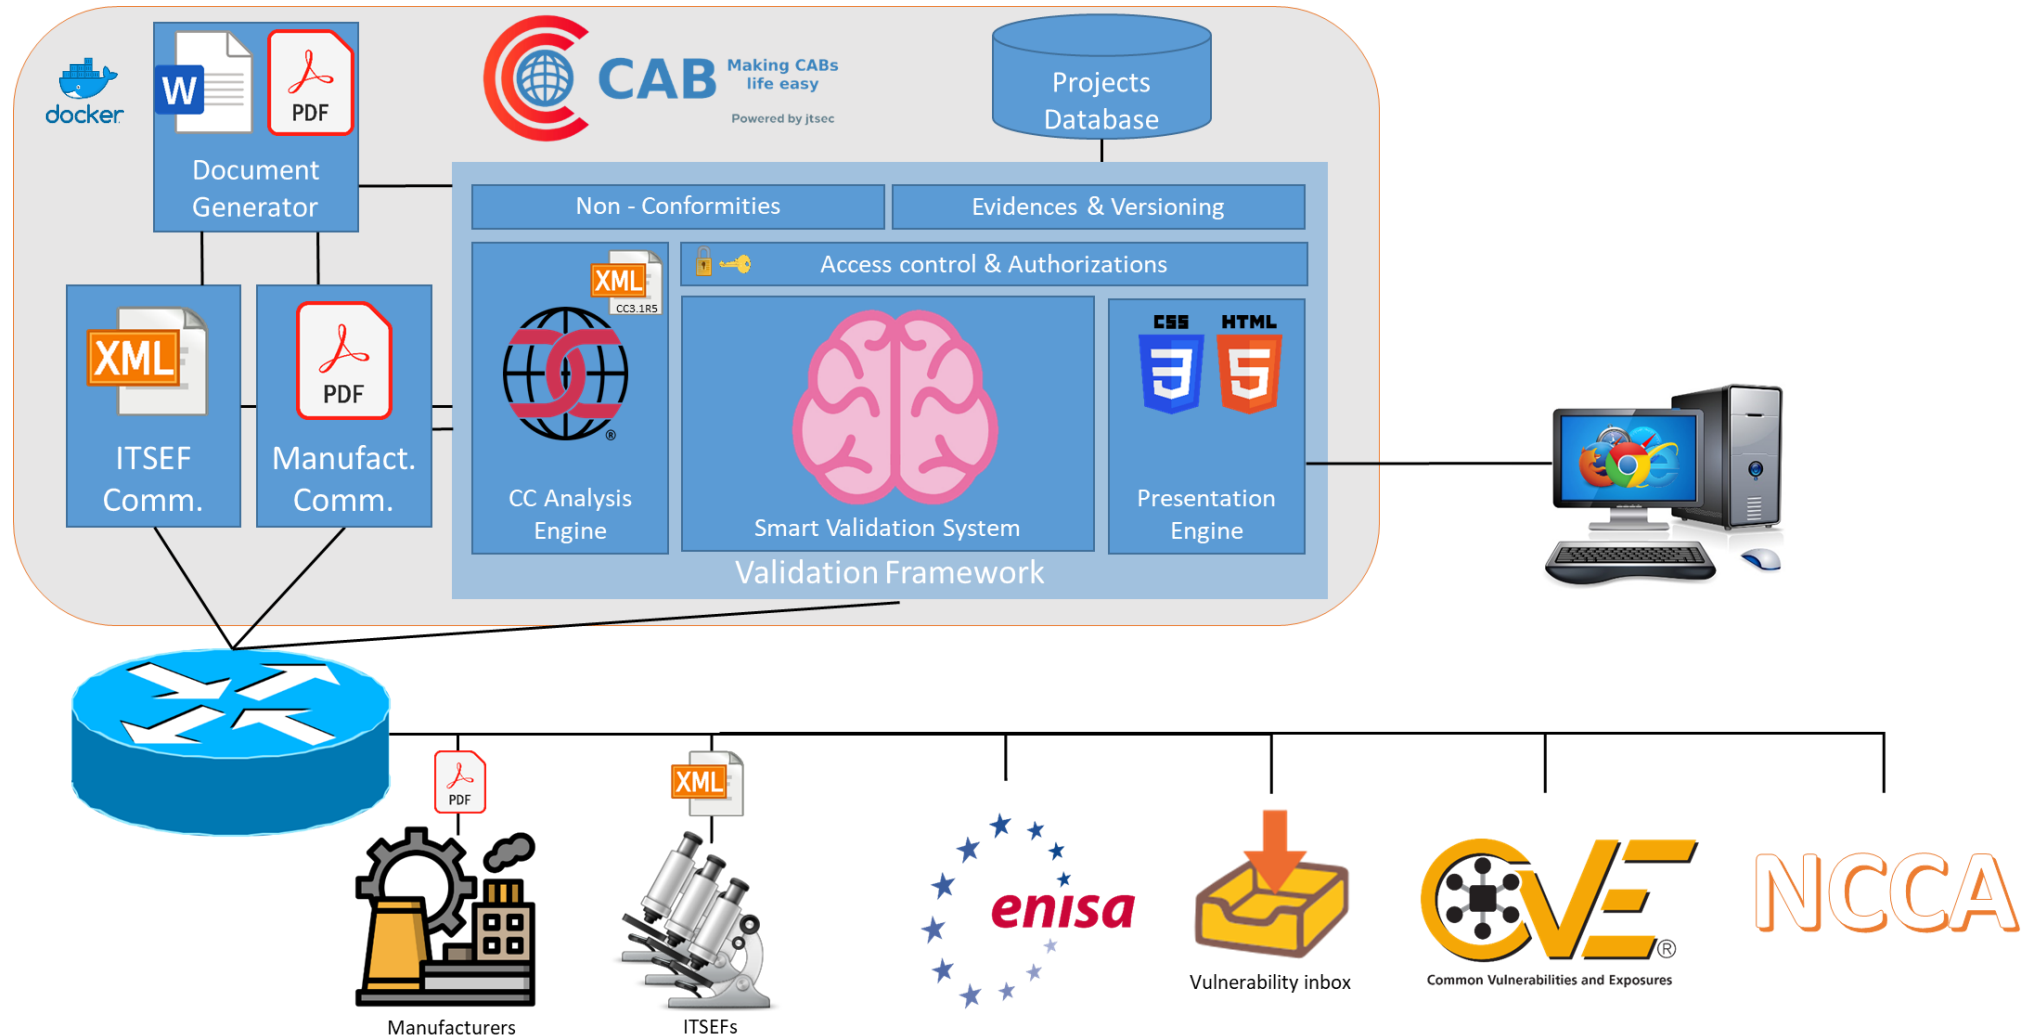 docker
W
PDF
Document
Generator
CAB
Making CABs
life easy
Powered by jtsec
Projects
Database
Non - Conformities
Evidences & Versioning
XML
CC3.1R5
Access control & Authorizations
XML
ITSEF
Comm.
PDF
Manufact.
Comm.
®
CC Analysis
Engine
Smart Validation System
CSS
3
HTML
5
Presentation
Engine
Validation Framework
PDF
XML
Manufacturers
ITSEFs
enisa
Vulnerability inbox
CVE®
Common Vulnerabilities and Exposures
NCCA